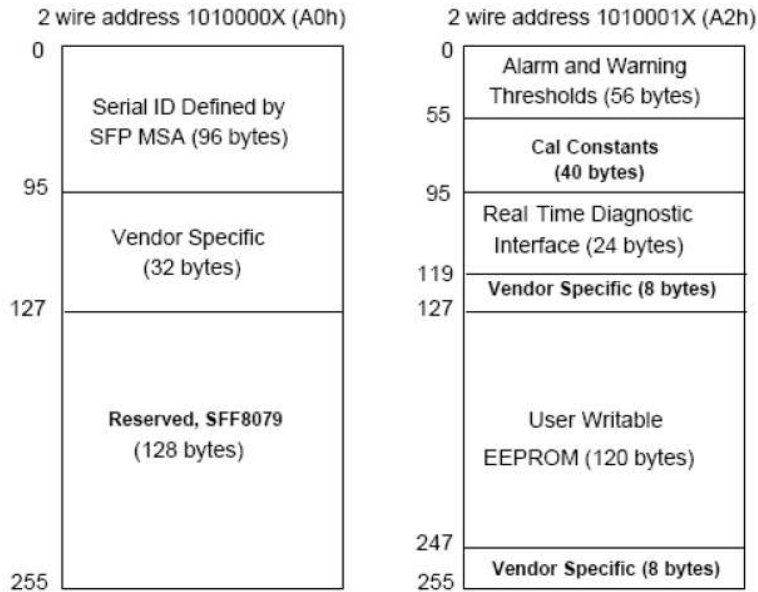 2 wire address 1010000X (A0h)
0
Serial ID Defined by
SFP MSA (96 bytes)
95
Vendor Specific
(32 bytes)
127
Reserved, SFF8079
(128 bytes)
255
2 wire address 1010001X (A2h)
0
Alarm and Warning
Thresholds (56 bytes)
55
Cal Constants
(40 bytes)
95
Real Time Diagnostic
Interface (24 bytes)
119
Vendor Specific (8 bytes)
127
User Writable
EEPROM (120 bytes)
247
Vendor Specific (8 bytes)
255